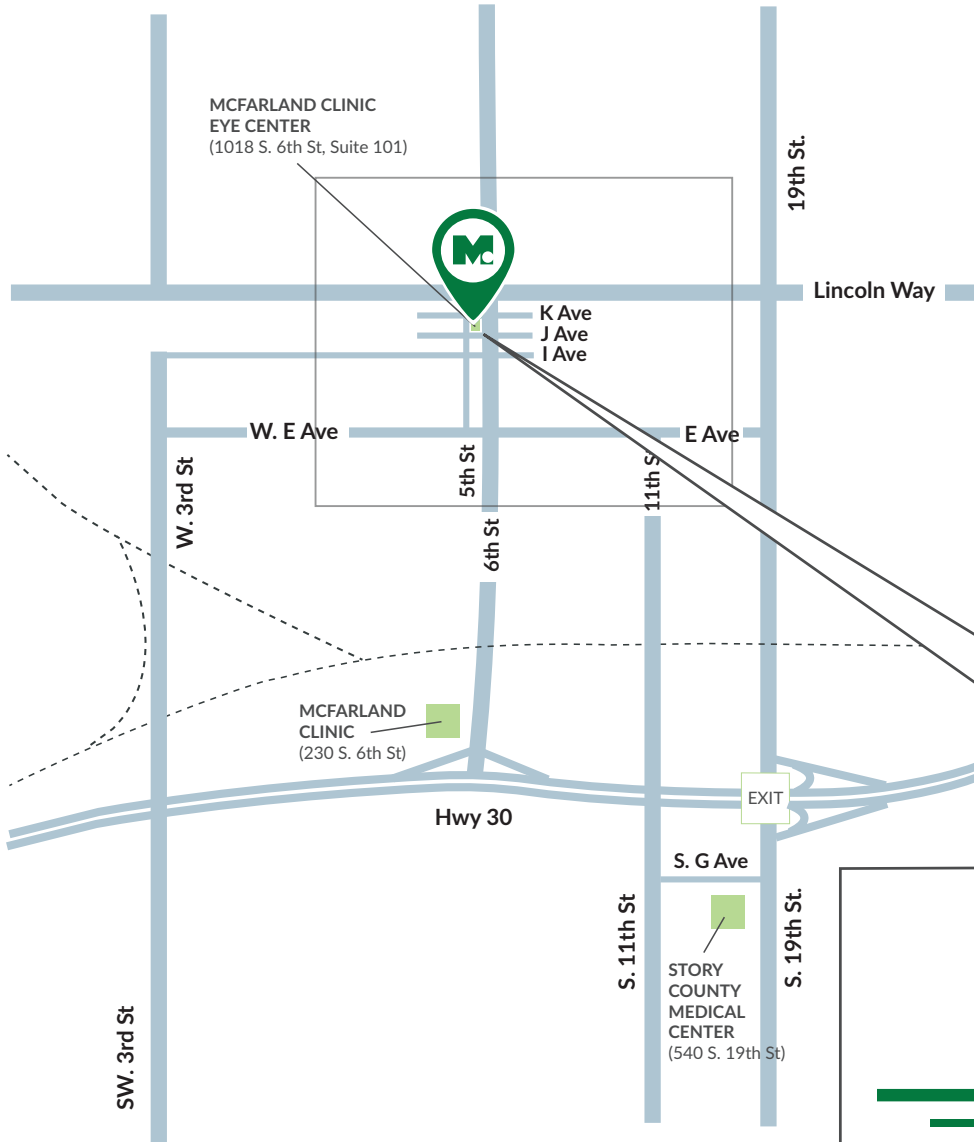 MCFARLAND CLINIC
EYE CENTER
(1018 S. 6th St, Suite 101)
19th St.
Mc
Lincoln Way
K Ave
J Ave
I Ave
W. E Ave
E Ave
5th St
11th S
W. 3rd St
6th St
MCFARLAND
CLINIC
(230 S. 6th St)
EXIT
Hwy 30
S. G Ave
S. 11th St
S. 19th St.
STORY
COUNTY
MEDICAL
CENTER
(540 S. 19th St)
SW. 3rd St